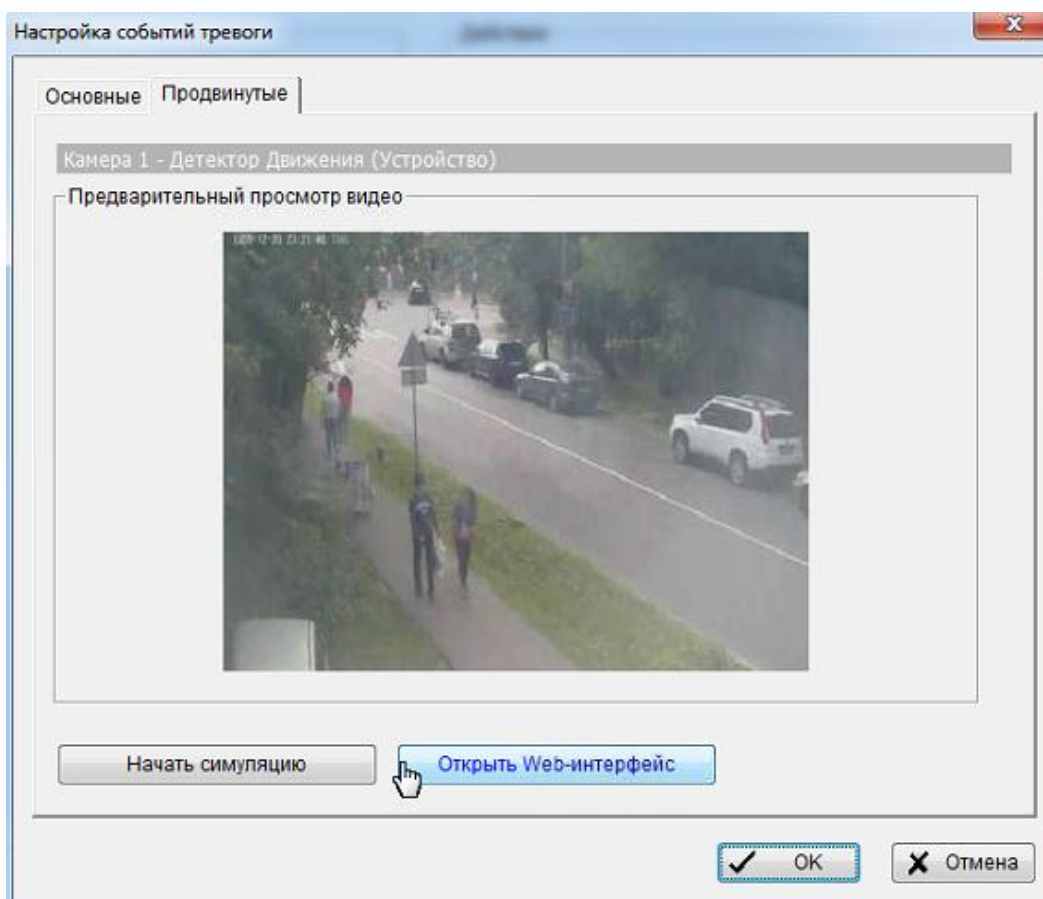 Настройка событий тревоги
Основные Продвинутые
Камера 1 - Детектор Движения (Устройство)
Предварительный просмотр видео
Начать симуляцию Открыть Web-интерфейс
OK Отмена